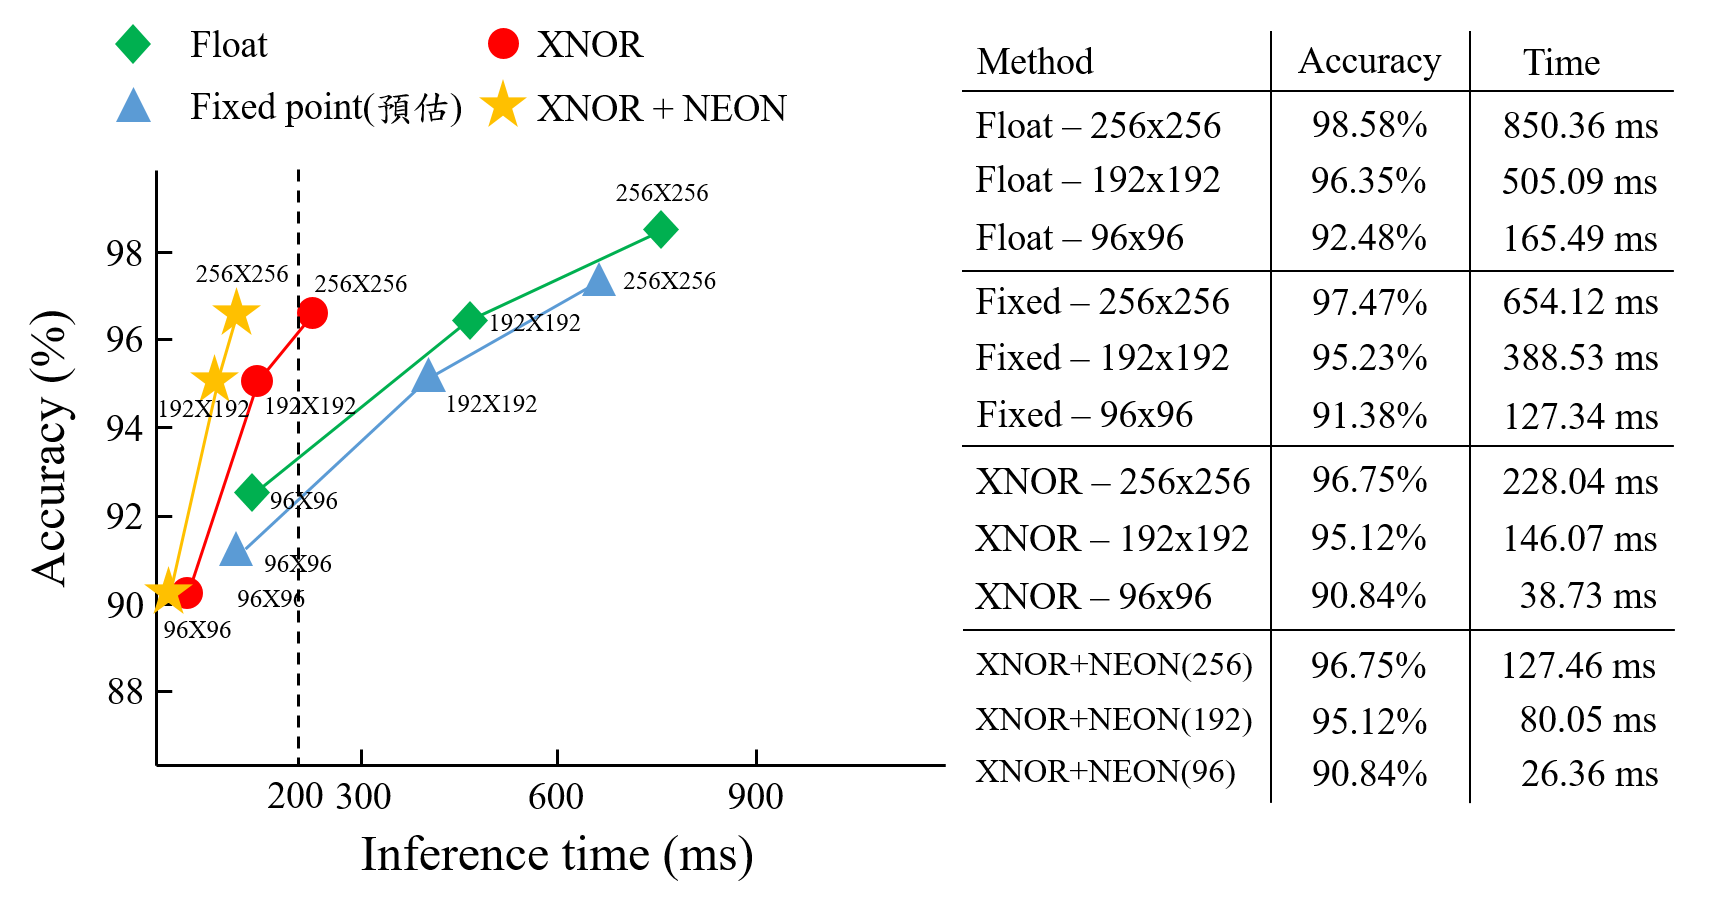 Float
XNOR
Fixed point(預估)
XNOR + NEON
256X256
98
256X256
256X256
256X256
192X192
96
192X192
192X192
192X192
94
96X96
92
96X96
96X96
90
96X96
88
Accuracy (%)
200 300 600 900
Inference time (ms)
Method Accuracy Time
Float – 256x256 98.58% 850.36 ms
Float – 192x192 96.35% 505.09 ms
Float – 96x96 92.48% 165.49 ms
Fixed – 256x256 97.47% 654.12 ms
Fixed – 192x192 95.23% 388.53 ms
Fixed – 96x96 91.38% 127.34 ms
XNOR – 256x256 96.75% 228.04 ms
XNOR – 192x192 95.12% 146.07 ms
XNOR – 96x96 90.84% 38.73 ms
XNOR+NEON(256) 96.75% 127.46 ms
XNOR+NEON(192) 95.12% 80.05 ms
XNOR+NEON(96) 90.84% 26.36 ms